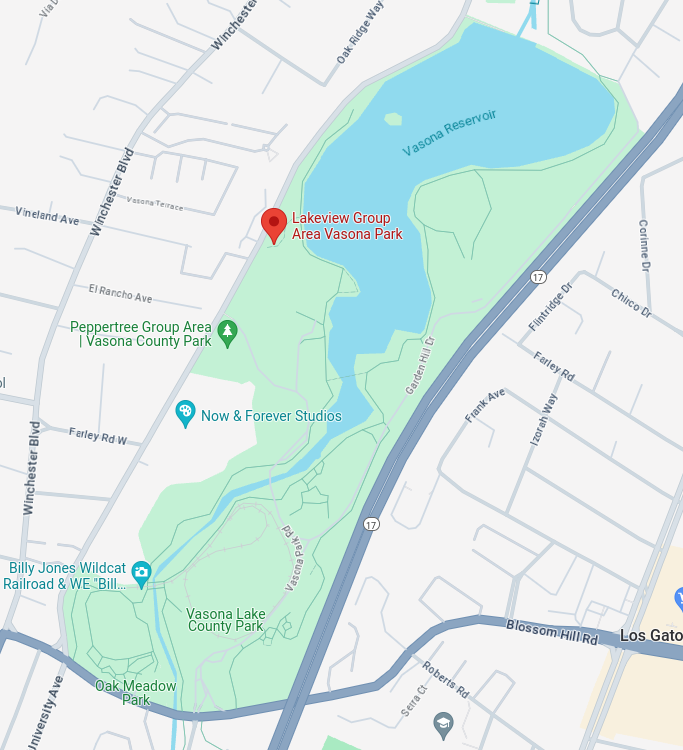 Winchester
Oak Ridge Way
Vasona Reservoir
Winchester Blvd
Vasona Terrace
Vineland Ave
Lakeview Group
Area Vasona Park
Corinne Dr
17
El Rancho Ave
Chirco Dr
Flintridge Dr
Peppertree Group Area
| Vasona County Park
Garden Hill Dr
Farley Rd
Frank Ave
Izorah Way
Now & Forever Studios
Farley Rd W
Winchester Blvd
17
Vasona Park Rd
Billy Jones Wildcat
Railroad & WE "Bill...
Vasona Lake
County Park
Blossom Hill Rd
Los Gato
Oak Meadow
Park
Roberts Rd
Serra Ct
University Ave